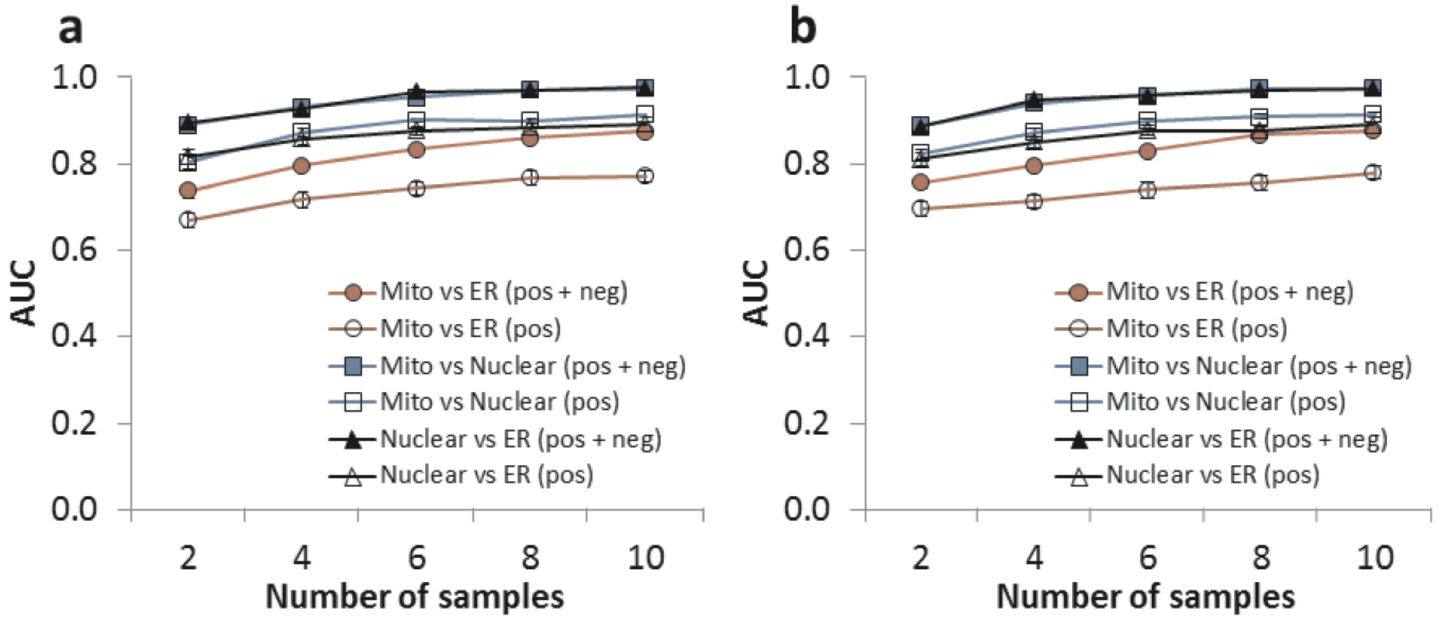 a
1.0
0.8
0.6
0.4
0.2
0.0
AUC
Mito vs ER (pos + neg)
Mito vs ER (pos)
Mito vs Nuclear (pos + neg)
Mito vs Nuclear (pos)
Nuclear vs ER (pos + neg)
Nuclear vs ER (pos)
2 4 6 8 10
Number of samples
b
1.0
0.8
0.6
0.4
0.2
0.0
AUC
Mito vs ER (pos + neg)
Mito vs ER (pos)
Mito vs Nuclear (pos + neg)
Mito vs Nuclear (pos)
Nuclear vs ER (pos + neg)
Nuclear vs ER (pos)
2 4 6 8 10
Number of samples